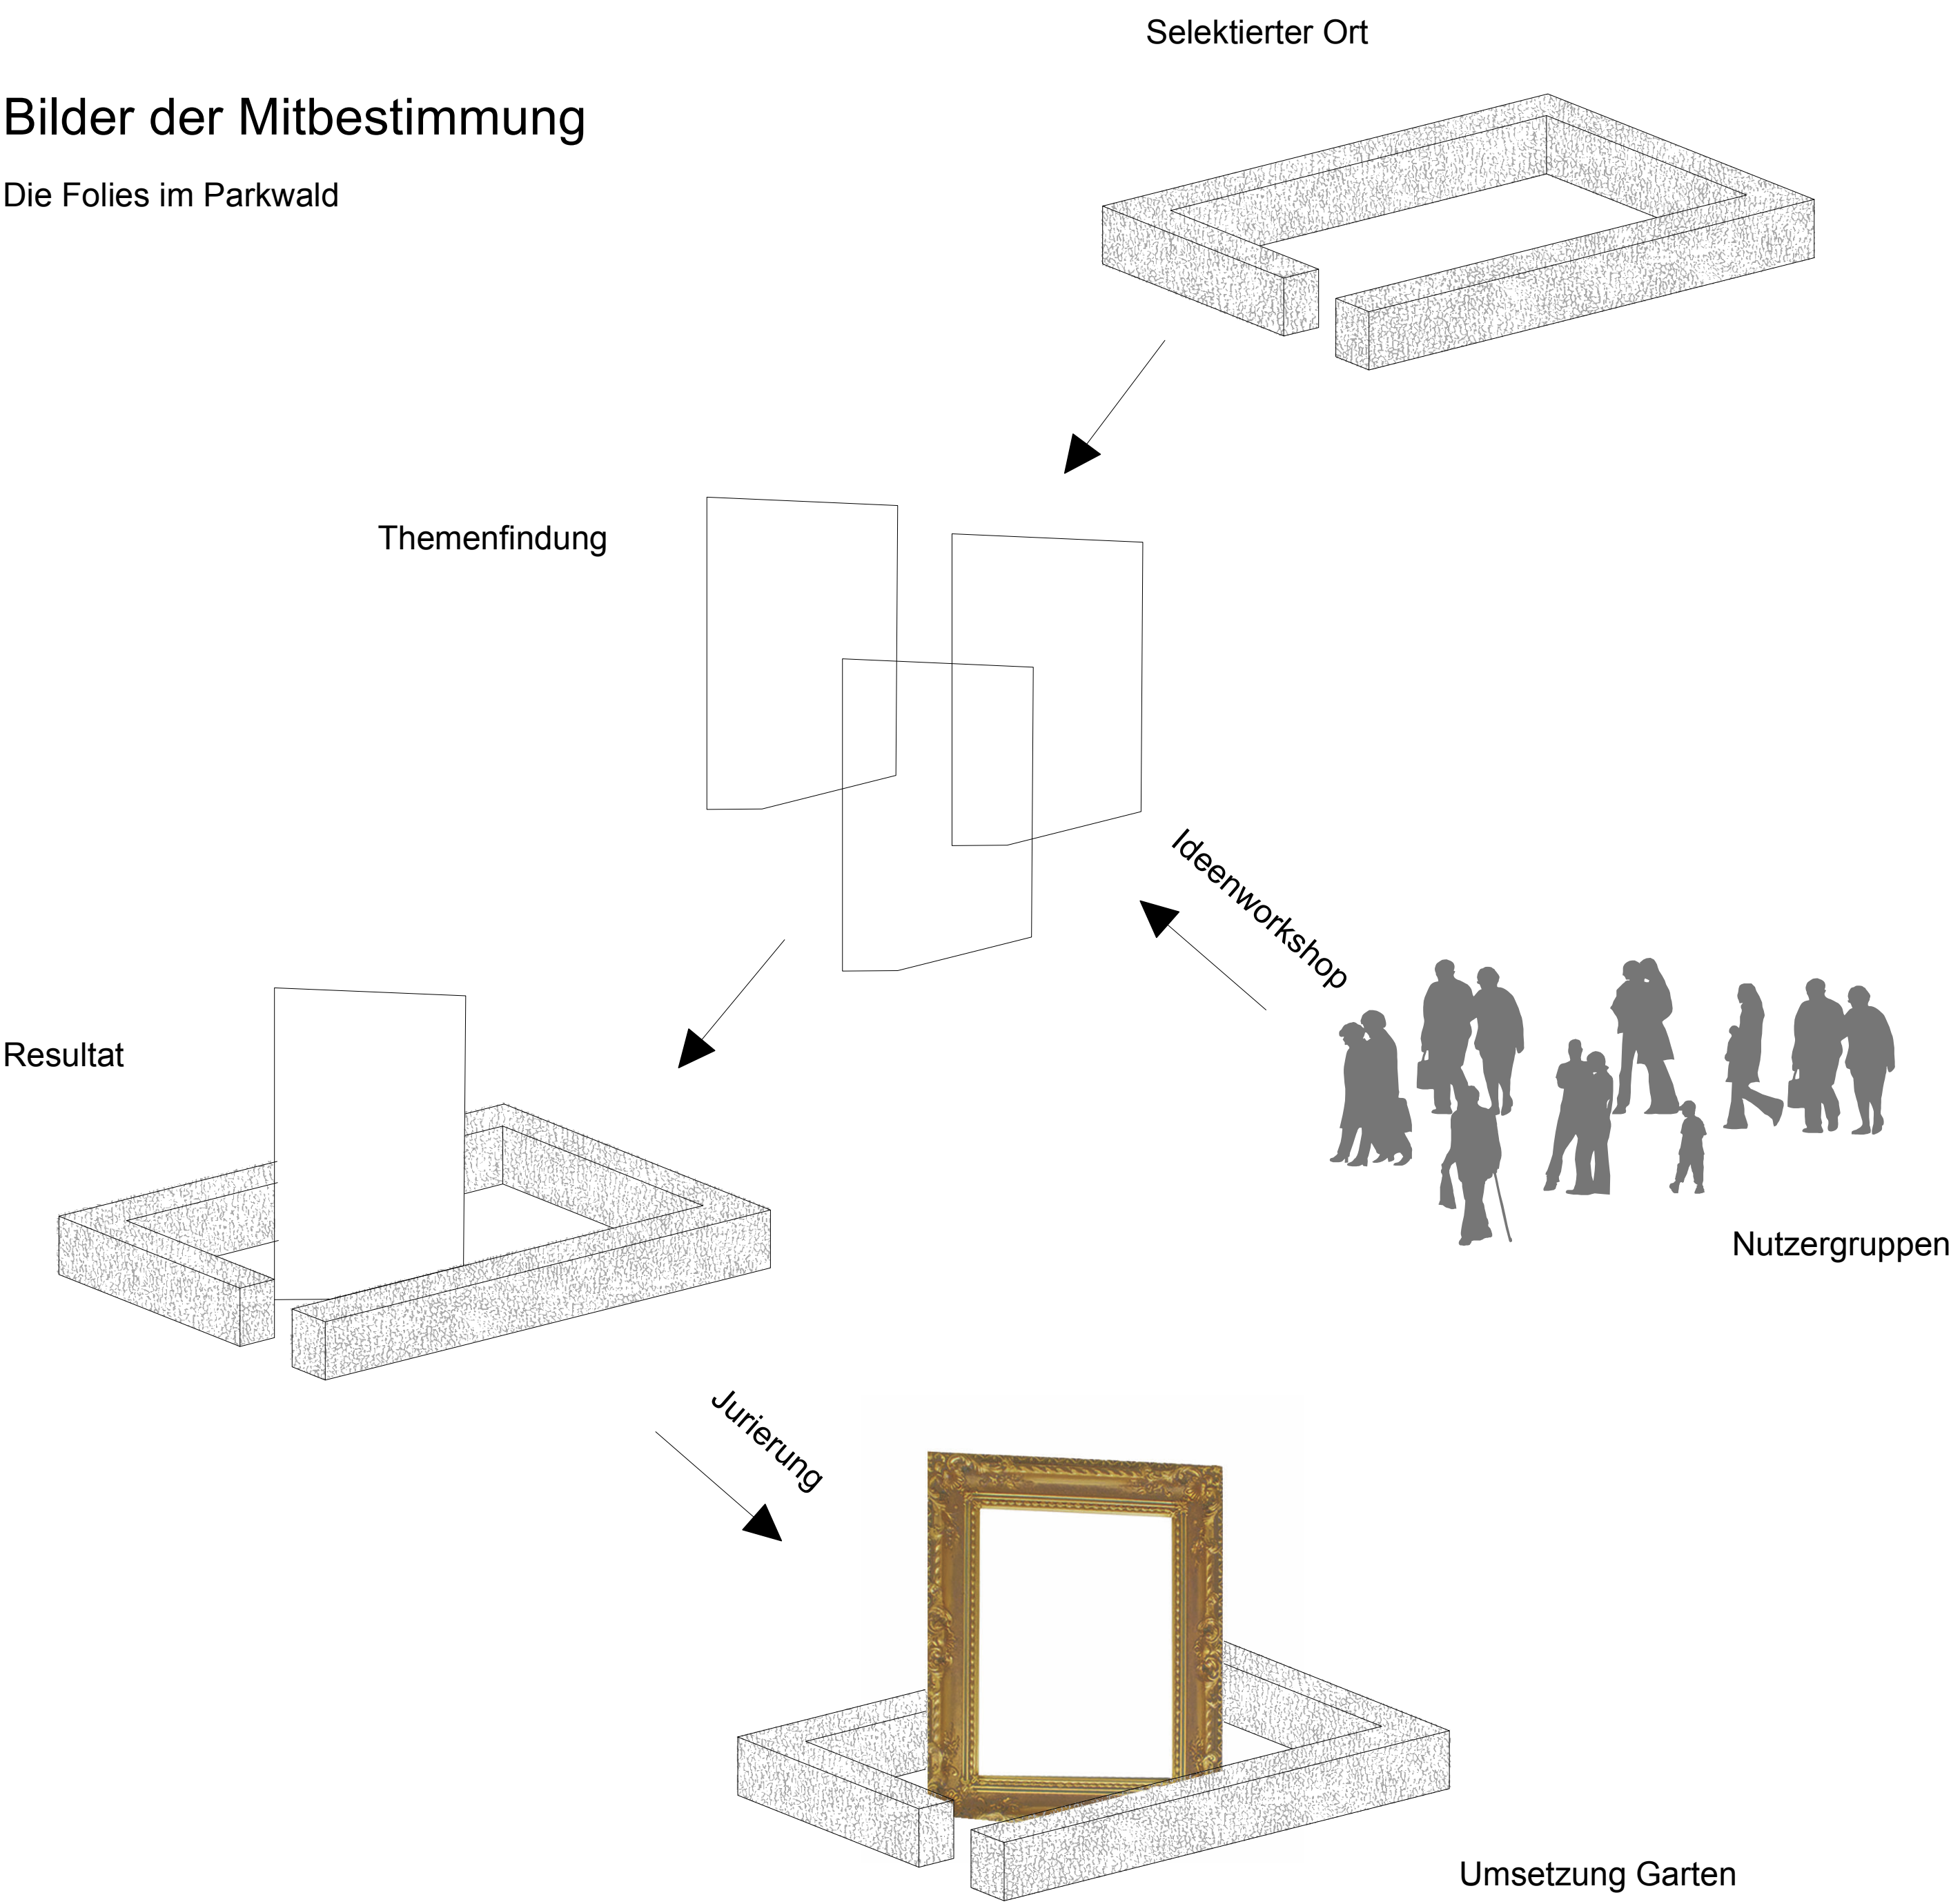 Selektierter Ort
Bilder der Mitbestimmung
Die Folies im Parkwald
Themenfindung
Ideenworkshop
Resultat
Nutzergruppen
Jurierung
Umsetzung Garten